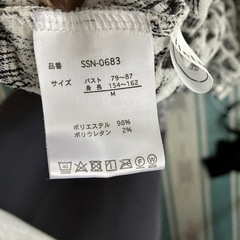 品番 SSN-0683
サイズ バスト 79~87
身長 154~162
M
ポリエステル 98%
ポリウレタン 2%